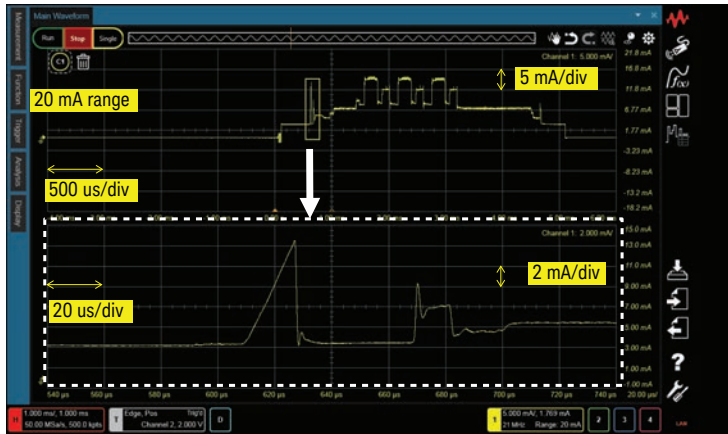 Main Waveform
Measurement
Function
Trigger
Analysis
Display
Run
Stop
Single
C1
Channel 1: 5.000 mA/
21.8 mA
16.8 mA
11.8 mA
6.77 mA
1.77 mA
-3.23 mA
-8.23 mA
-13.2 mA
-18.2 mA
5 mA/div
20 mA range
500 us/div
Channel 1: 2.000 mA/
15.0 mA
13.0 mA
11.0 mA
9.00 mA
7.00 mA
5.00 mA
3.00 mA
1.00 mA
-1.00 mA
2 mA/div
20 us/div
540 µs
560 µs
580 µs
600 µs
620 µs
640 µs
660 µs
680 µs
700 µs
720 µs
740 µs
20.00 µs/
f(x)
?
H
1.000 ms/, 1.000 ms
50.00 MSa/s, 500.0 kpts
T
Edge, Pos
Trig'd
Channel 2, 2.000 V
D
1
5.000 mA/, 1.769 mA
21 MHz
Range: 20 mA
2
3
4
LAN